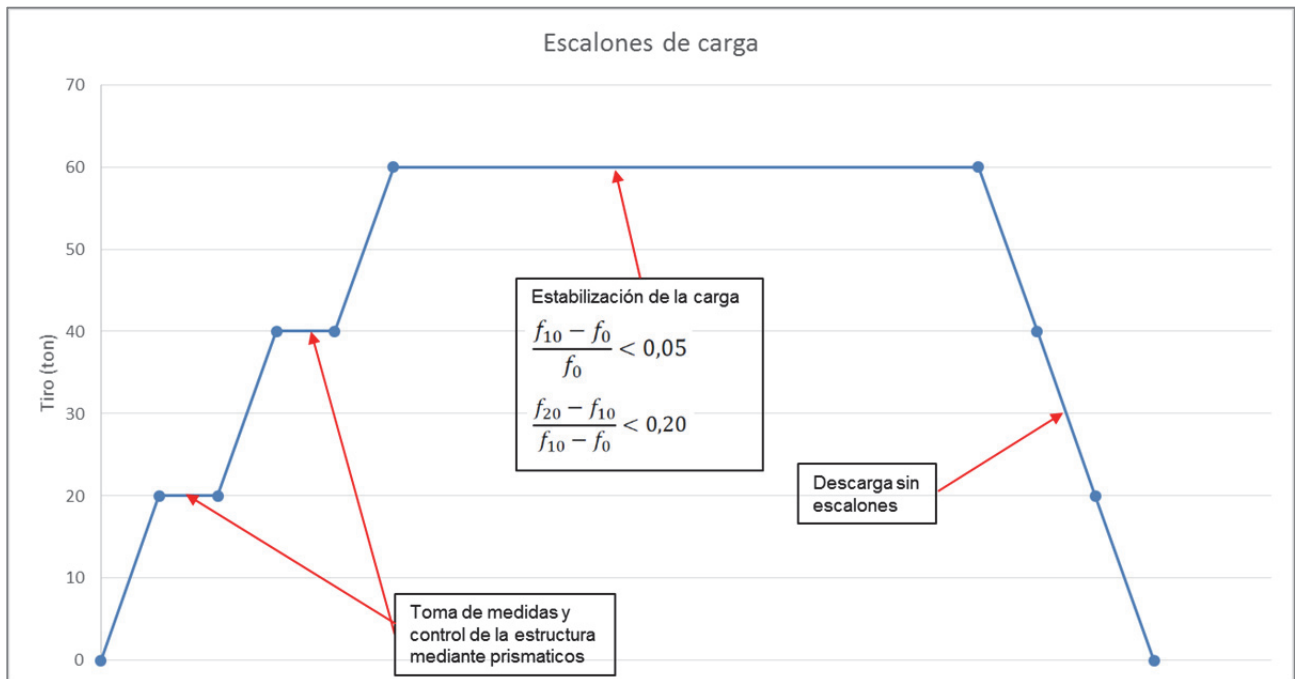 Escalones de carga
70
60
50
40
30
20
10
0
Tiro (ton)
Estabilización de la carga
f₁₀ − f₀
f₀
< 0,05
f₂₀ − f₁₀
f₁₀ − f₀
< 0,20
Descarga sin
escalones
Toma de medidas y
control de la estructura
mediante prismaticos